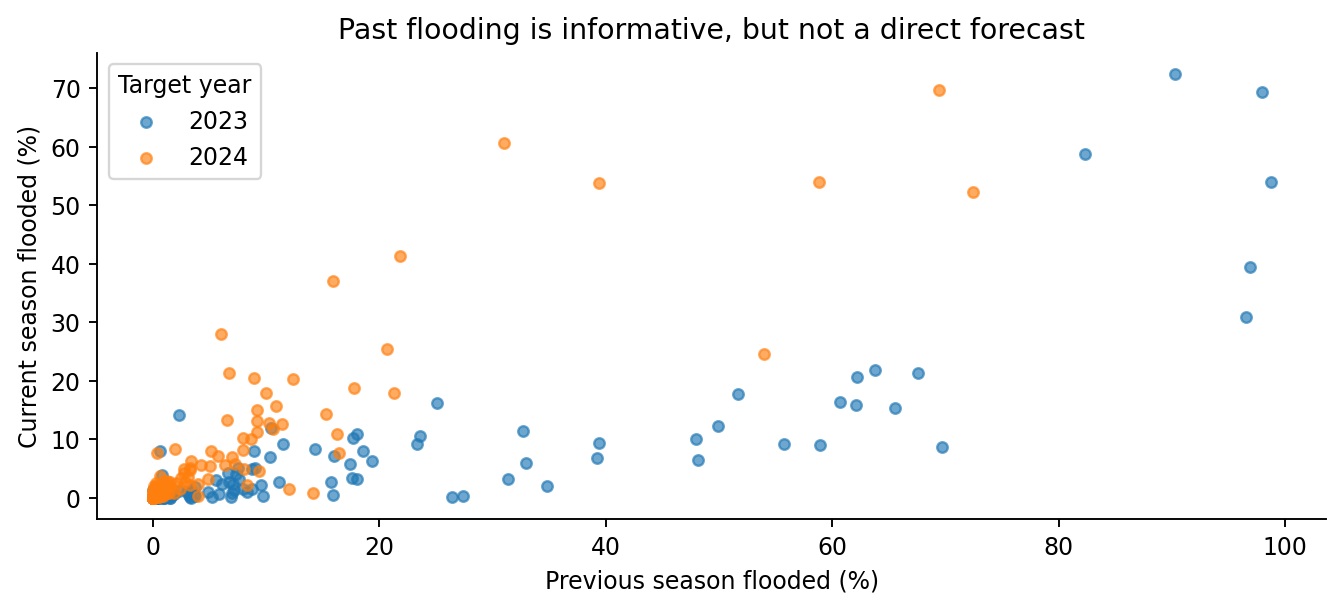 Past flooding is informative, but not a direct forecast
Target year
2023
2024
Current season flooded (%)
70
60
50
40
30
20
10
0
0 20 40 60 80 100
Previous season flooded (%)